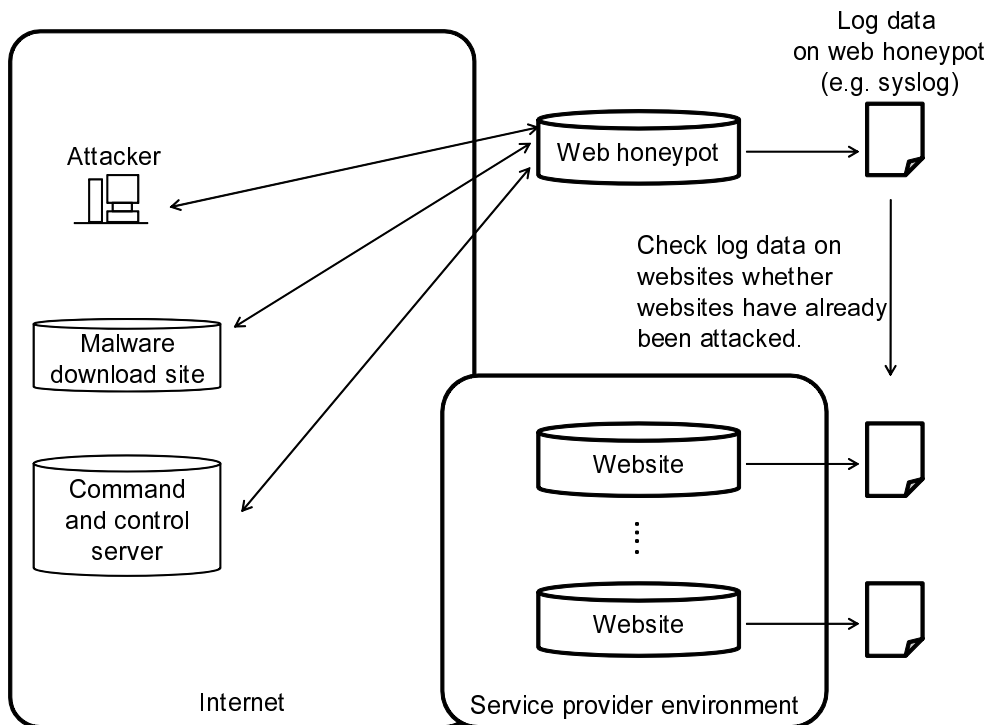 Log data
on web honeypot
(e.g. syslog)
Attacker
Web honeypot
Check log data on
websites whether
websites have already
been attacked.
Malware
download site
Command
and control
server
Website
Website
Internet
Service provider environment